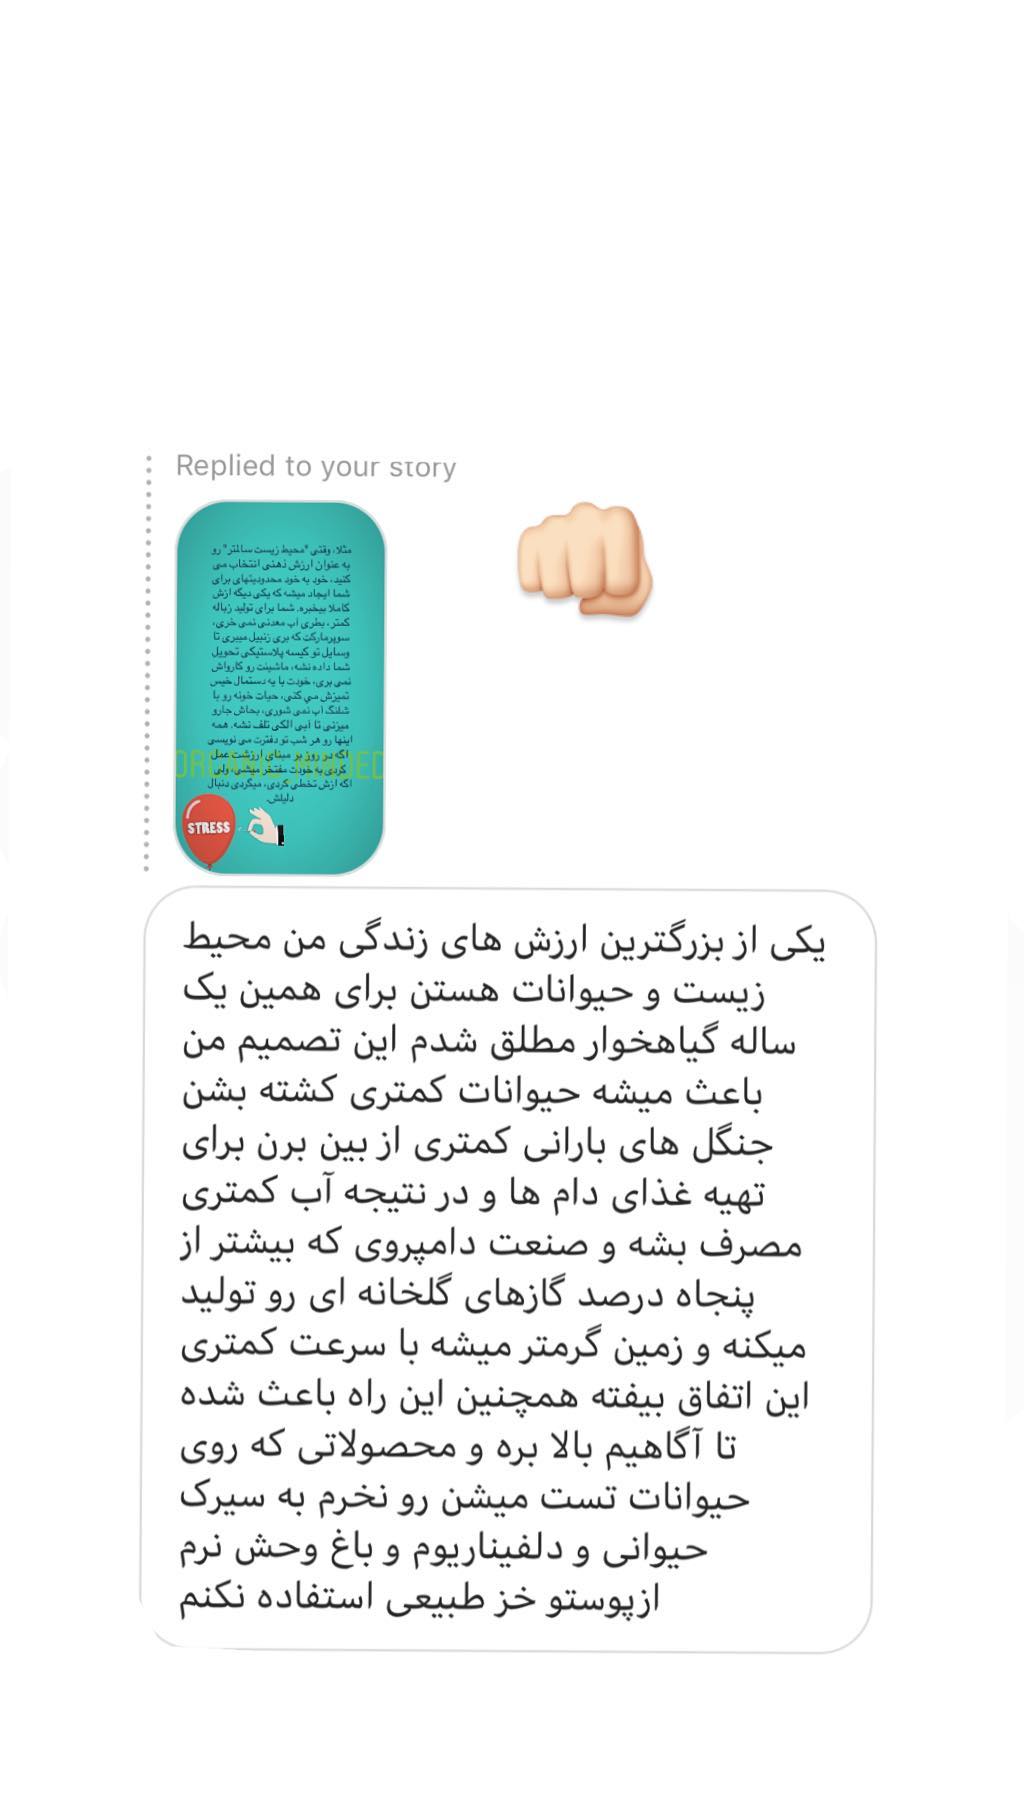 Replied to your story
مثلا، وقتی "محیط زیست سالمتر" رو
به عنوان ارزش ذهنی انتخاب می
کنید، خود به خود محدودیتهای برای
شما ایجاد میشه که یکی دیگه ازش
کاملا بیخبره. شما برای تولید زباله
کمتر، بطری آب معدنی نمی خری،
سوپرمارکت که بری زنبیل میبری تا
وسایل تو کیسه پلاستیکی تحویل
شما داده نشه، ماشینت رو کارواش
نمی بری، خودت با یه دستمال خیس
تمیزش می کنی، حیات خونه رو با
شلنگ آب نمی شوری، بجاش جارو
میزنی تا آبی الکی تلف نشه. همه
اینها رو هر شب تو دفترت می نویسی
اگه روز بر مبنای ارزشت عمل
ORGANIC_MINDED
کردی به خودت مفتخر میشی، ولی
اگه ازش تخطی کردی، میگردی دنبال
دلیلش.
STRESS
یکی از بزرگترین ارزش های زندگی من محیط
زیست و حیوانات هستن برای همین یک
ساله گیاهخوار مطلق شدم این تصمیم من
باعث میشه حیوانات کمتری کشته بشن
جنگل های بارانی کمتری از بین برن برای
تهیه غذای دام ها و در نتیجه آب کمتری
مصرف بشه و صنعت دامپروی که بیشتر از
پنجاه درصد گازهای گلخانه ای رو تولید
میکنه و زمین گرمتر میشه با سرعت کمتری
این اتفاق بیفته همچنین این راه باعث شده
تا آگاهیم بالا بره و محصولاتی که روی
حیوانات تست میشن رو نخرم به سیرک
حیوانی و دلفیناریوم و باغ وحش نرم
ازپوستو خز طبیعی استفاده نکنم